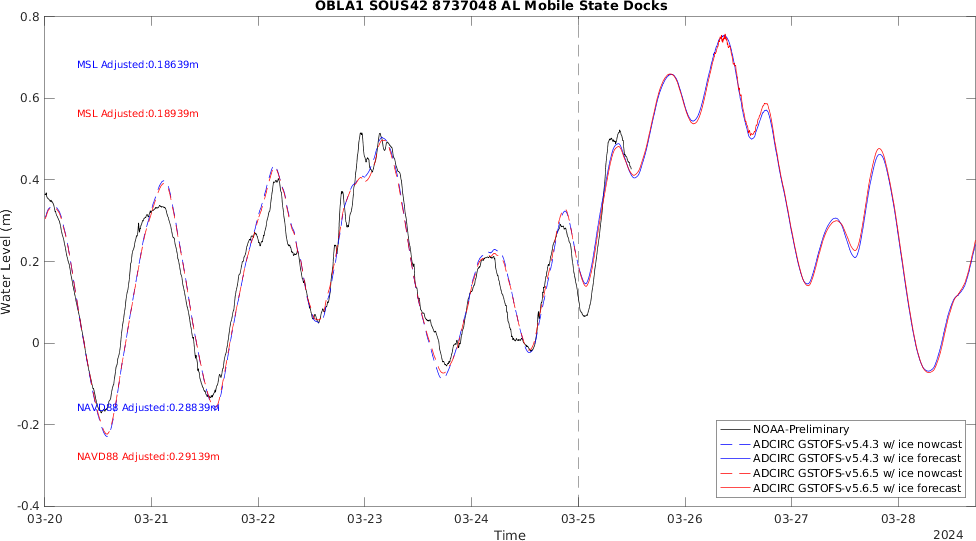 OBLA1 SOUS42 8737048 AL Mobile State Docks
0.8
MSL Adjusted:0.18639m
0.6
MSL Adjusted:0.18939m
0.4
Water Level (m)
0.2
0
NAVD88 Adjusted:0.28839m
-0.2
NAVD88 Adjusted:0.29139m
-0.4
NOAA-Preliminary
ADCIRC GSTOFS-v5.4.3 w/ ice nowcast
ADCIRC GSTOFS-v5.4.3 w/ ice forecast
ADCIRC GSTOFS-v5.6.5 w/ ice nowcast
ADCIRC GSTOFS-v5.6.5 w/ ice forecast
03-20 03-21 03-22 03-23 03-24 03-25 03-26 03-27 03-28
Time
2024